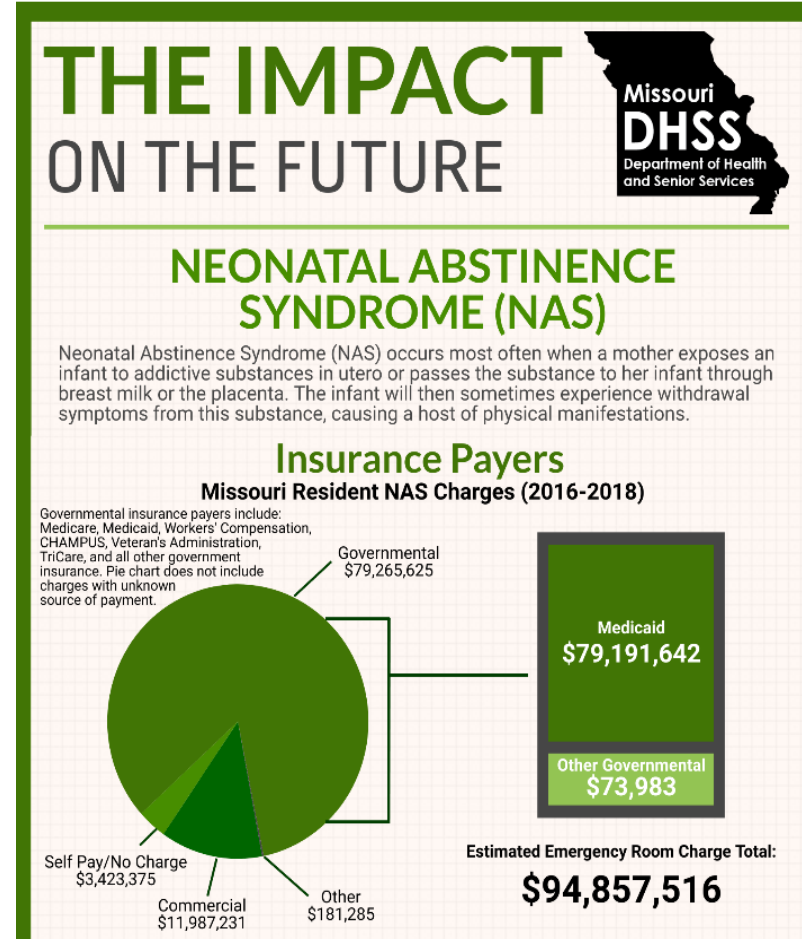 THE IMPACT
ON THE FUTURE
Missouri
DHSS
Department of Health
and Senior Services
NEONATAL ABSTINENCE
SYNDROME (NAS)
Neonatal Abstinence Syndrome (NAS) occurs most often when a mother exposes an
infant to addictive substances in utero or passes the substance to her infant through
breast milk or the placenta. The infant will then sometimes experience withdrawal
symptoms from this substance, causing a host of physical manifestations.
Insurance Payers
Missouri Resident NAS Charges (2016-2018)
Governmental insurance payers include:
Medicare, Medicaid, Workers' Compensation,
CHAMPUS, Veteran's Administration,
TriCare, and all other government
insurance. Pie chart does not include
charges with unknown
source of payment.
Governmental
$79,265,625
Medicaid
$79,191,642
Other Governmental
$73,983
Self Pay/No Charge
$3,423,375
Commercial
$11,987,231
Other
$181,285
Estimated Emergency Room Charge Total:
$94,857,516